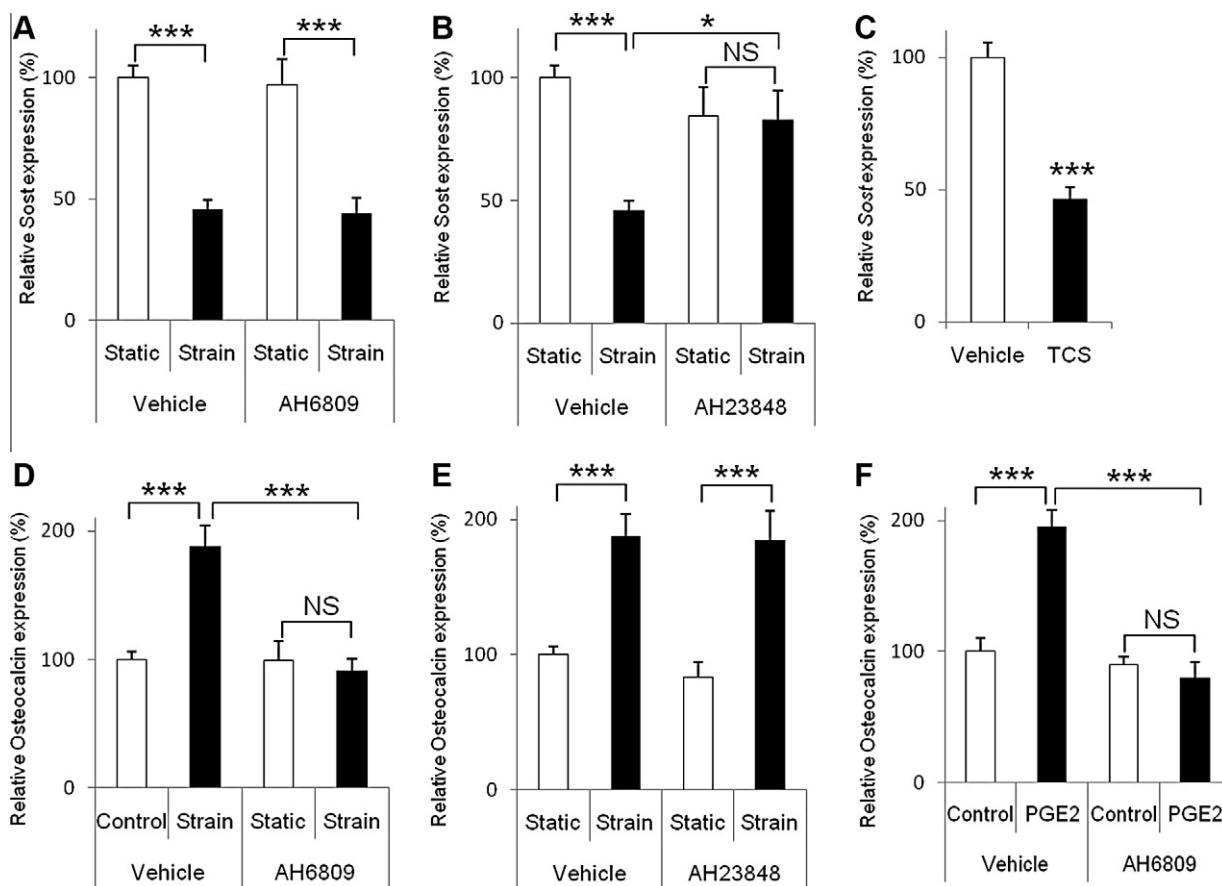 A
Relative Sost expression (%)
*** ***
100
50
0
Static Strain Static Strain
Vehicle AH6809
B
Relative Sost expression (%)
*** *
NS
100
50
0
Static Strain Static Strain
Vehicle AH23848
C
Relative Sost expression (%)
100
50
***
0
Vehicle TCS
D
Relative Osteocalcin expression (%)
*** ***
200
NS
100
0
Control Strain Static Strain
Vehicle AH6809
E
Relative Osteocalcin expression (%)
*** ***
200
100
0
Static Strain Static Strain
Vehicle AH23848
F
Relative Osteocalcin expression (%)
*** ***
200
NS
100
0
Control PGE2 Control PGE2
Vehicle AH6809